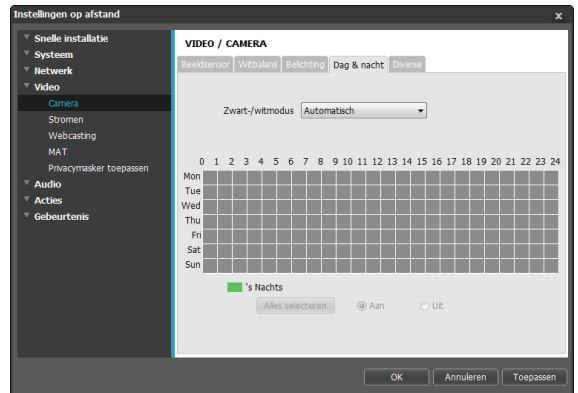 Instellingen op afstand x
Snelle installatie
Systeem
Netwerk
Video
Camera
Stromen
Webcasting
MAT
Privacymasker toepassen
Audio
Acties
Gebeurtenis
VIDEO / CAMERA
Beeldsensor Witbalans Belichting Dag & nacht Diverse
Zwart-/witmodus Automatisch
0 1 2 3 4 5 6 7 8 9 10 11 12 13 14 15 16 17 18 19 20 21 22 23 24
Mon
Tue
Wed
Thu
Fri
Sat
Sun
's Nachts
Alles selecteren Aan Uit
OK Annuleren Toepassen